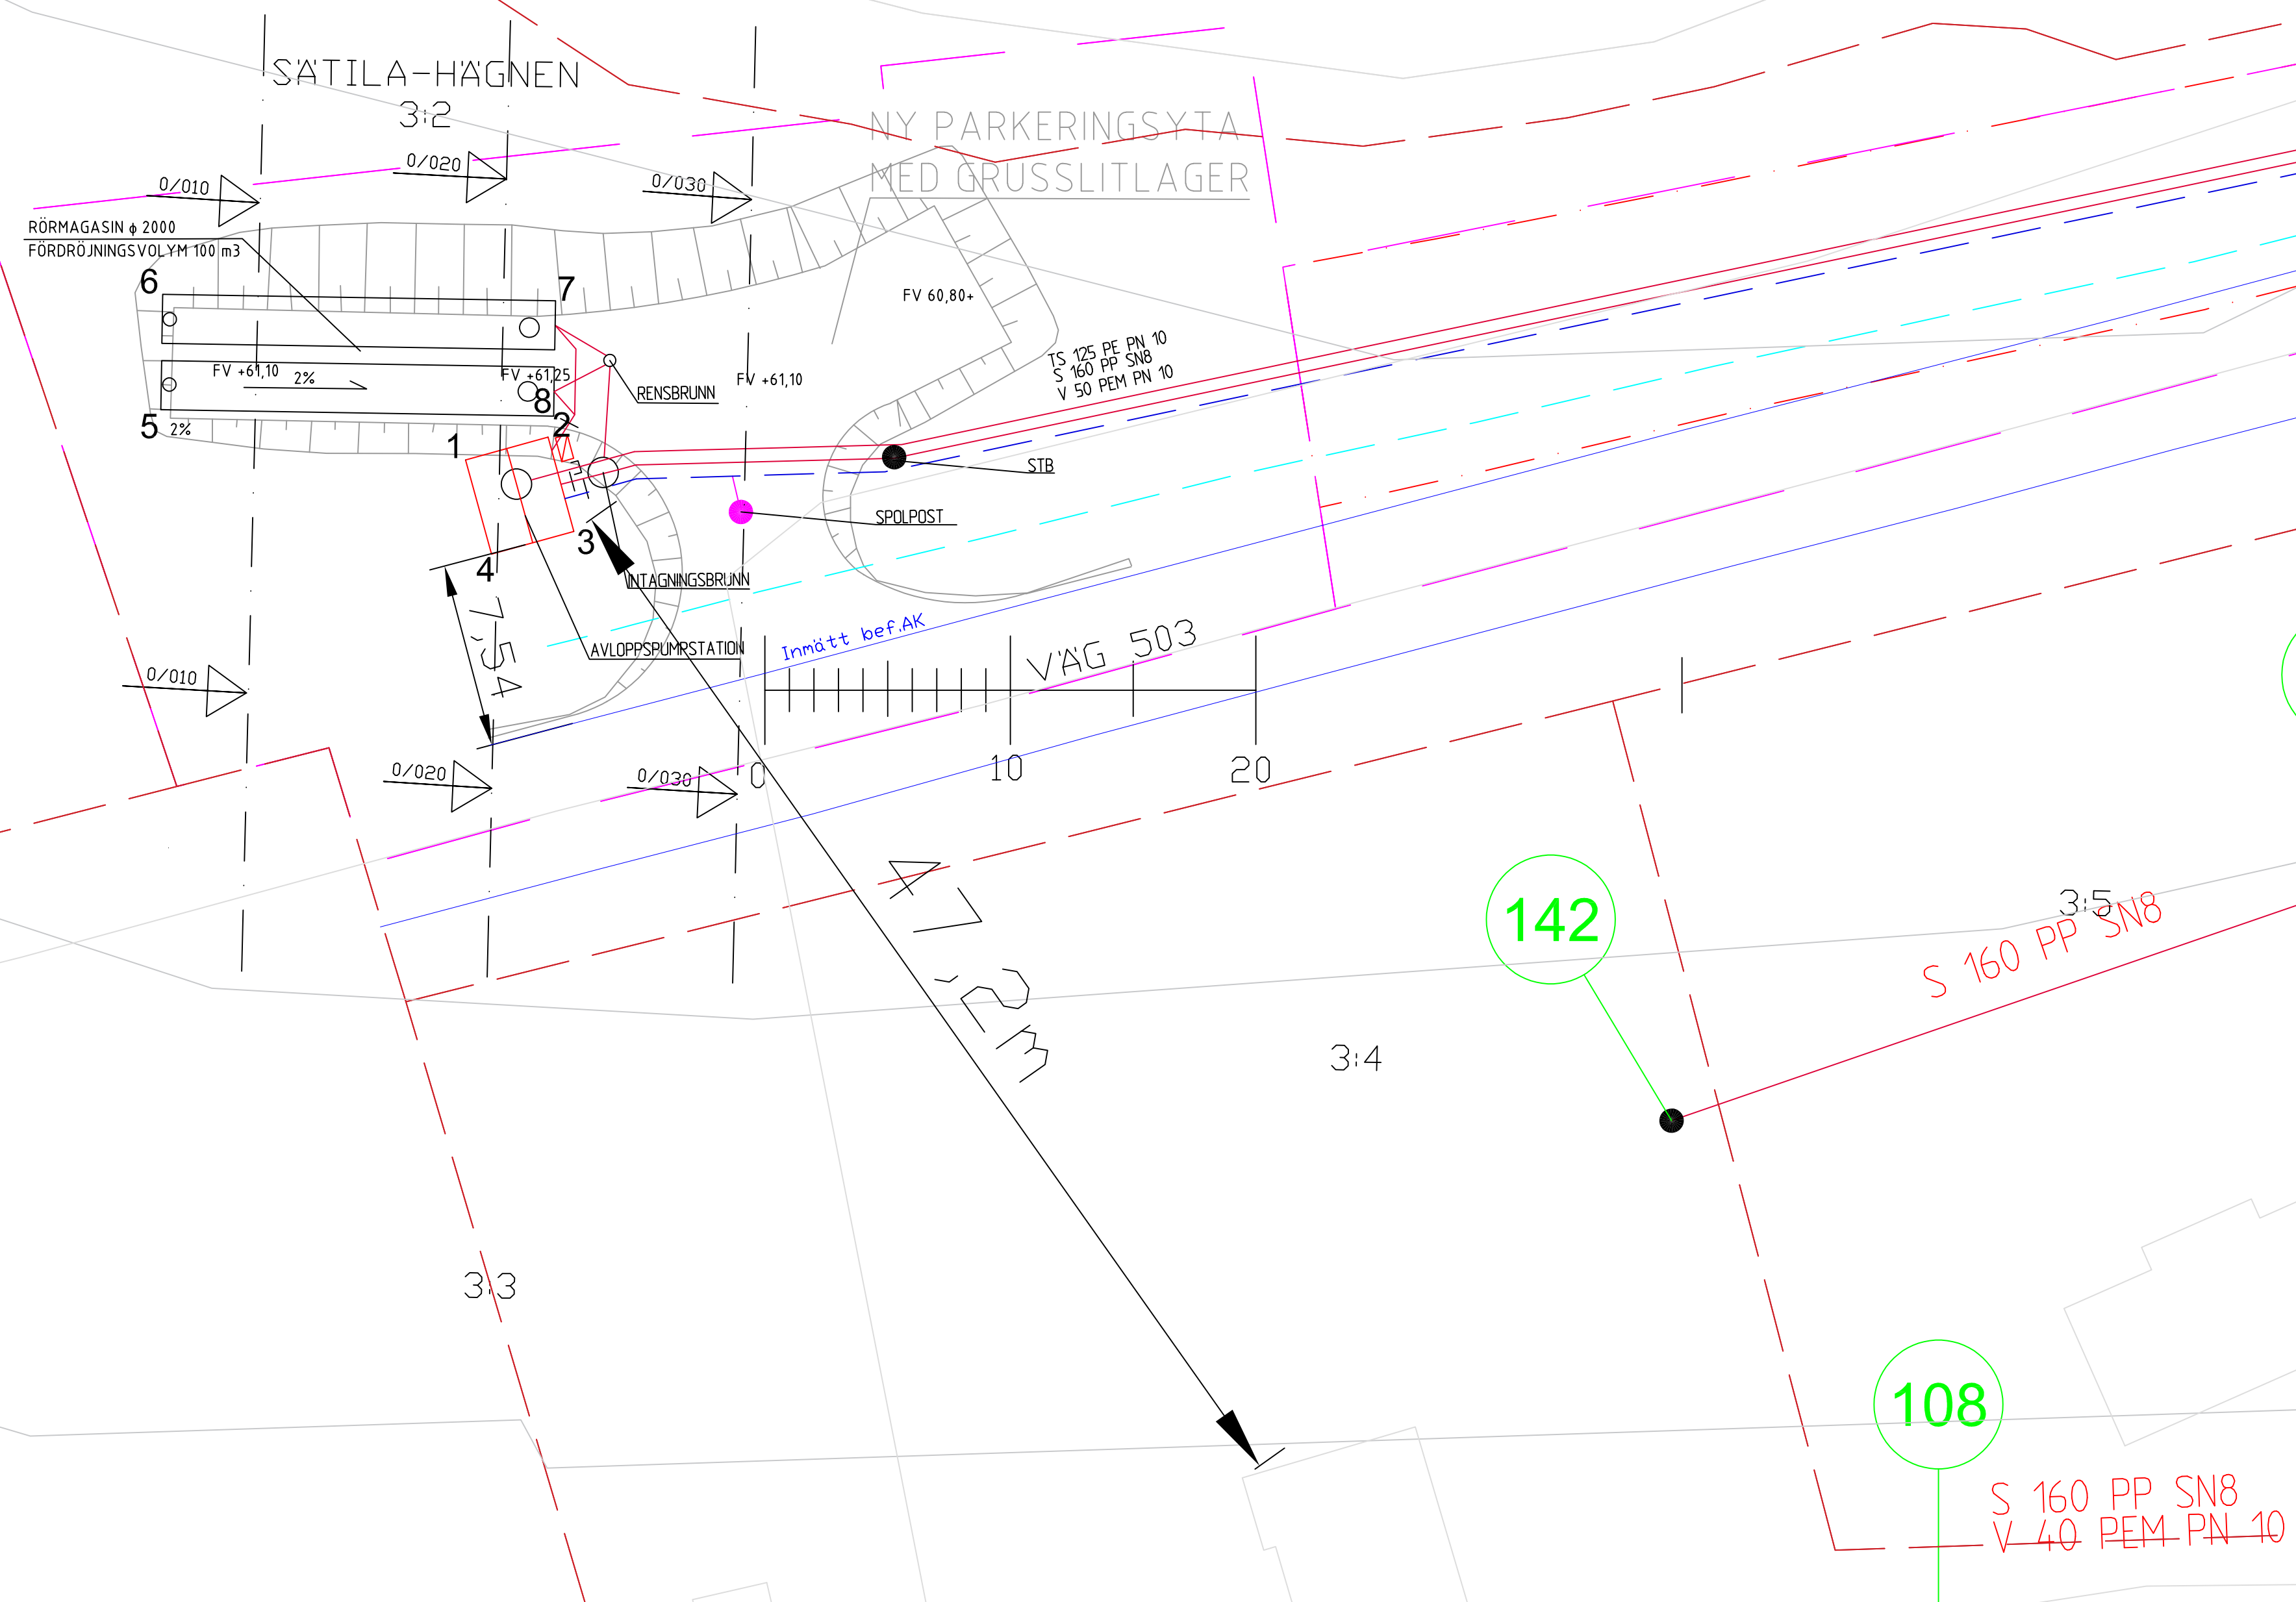 SÄTILA-HÄGNEN
3:2
NY PARKERINGSYTA
MED GRUSSLITLAGER
0/010
0/020
0/030
RÖRMAGASIN ϕ 2000
FÖRDRÖJNINGSVOLYM 100 m3
6
7
FV 60,80+
TS 125 PE PN 10
S 160 PP SN8
V 50 PEM PN 10
FV +61,10
2%
FV +61,25
FV +61,10
8
RENSBRUNN
5
2%
2
1
STB
SPOLPOST
3
4
INTAGNINGSBRUNN
7,54
AVLOPPSPUMPSTATION
Inmätt bef.AK
VÄG 503
0/010
0/020
0/030
0
10
20
47,2m
142
3:5
S 160 PP SN8
3:4
3:3
108
S 160 PP SN8
V 40 PEM PN 10